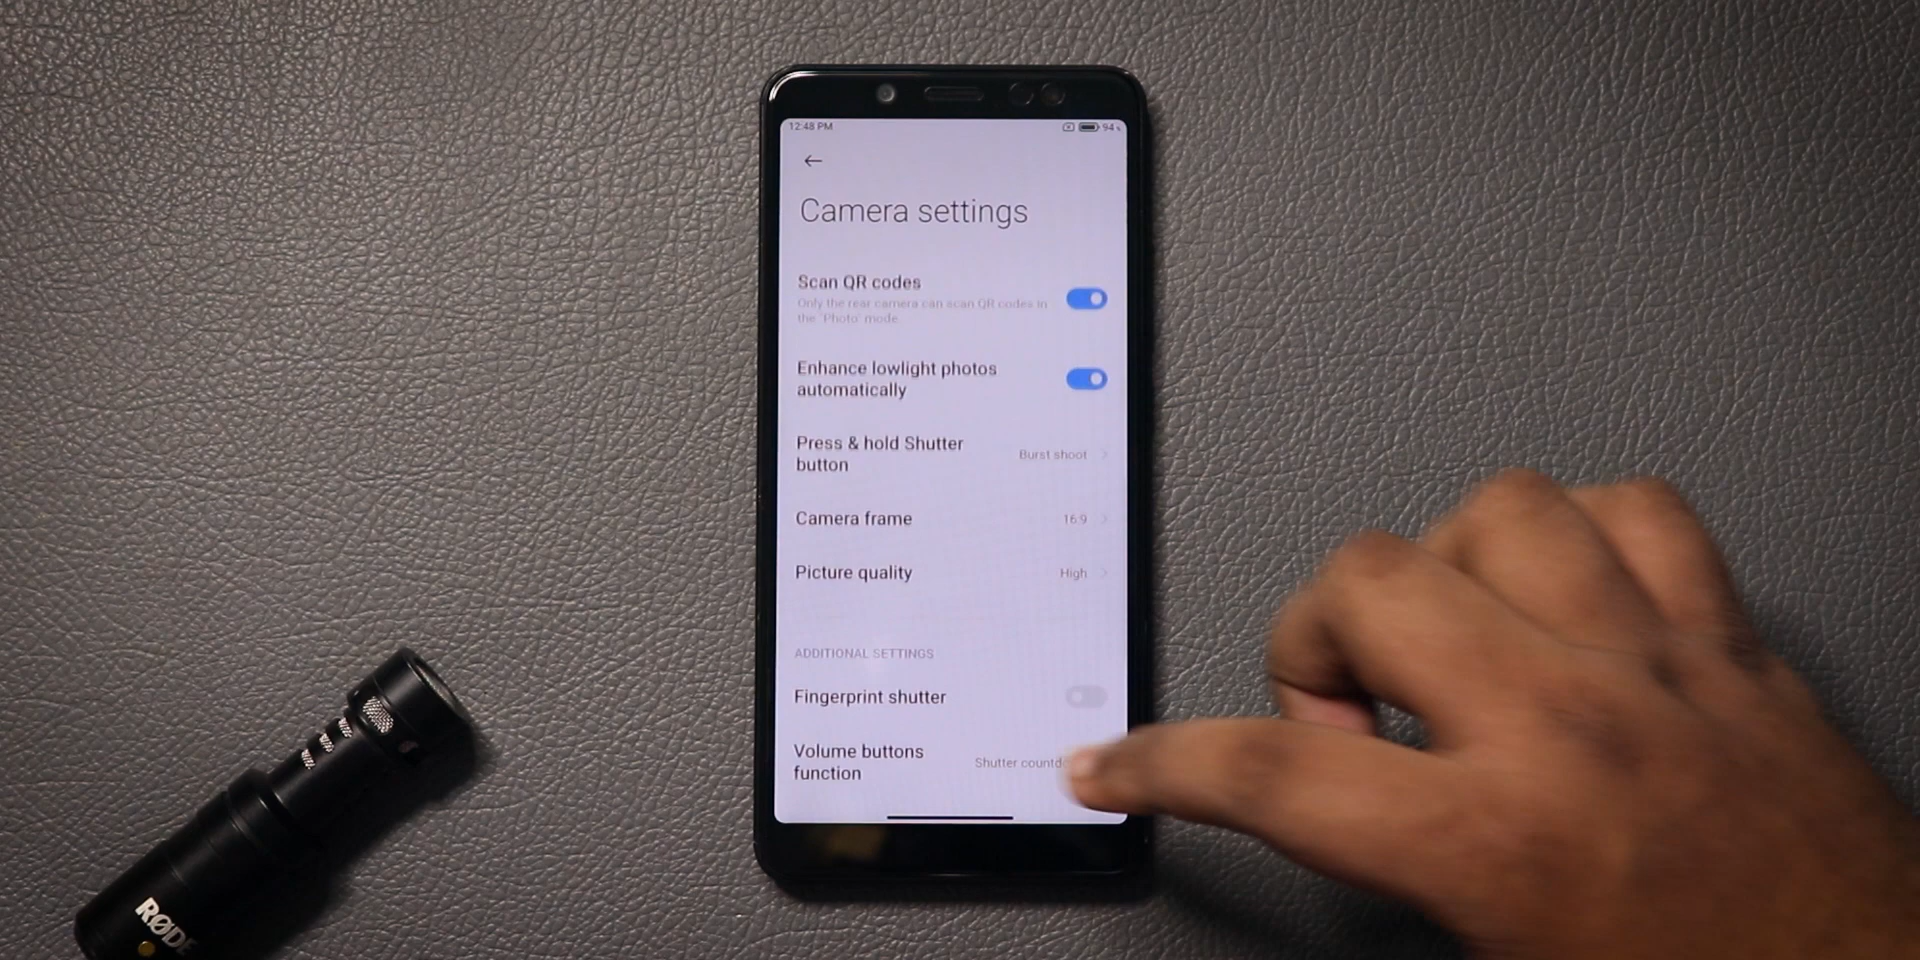 12:48 PM
94
Camera settings
Scan QR codes
Only the rear camera can scan QR codes in
the 'Photo' mode.
Enhance lowlight photos
automatically
Press & hold Shutter
button
Burst shoot
Camera frame
16:9
Picture quality
High
ADDITIONAL SETTINGS
Fingerprint shutter
Volume buttons
function
Shutter
RØDE